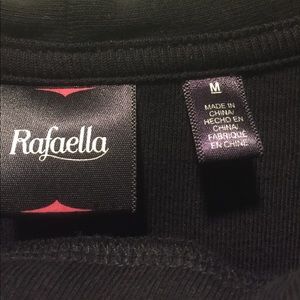 Rafaella
M
MADE IN
CHINA/
HECHO EN
CHINA/
FABRIQUÉ
EN CHINE